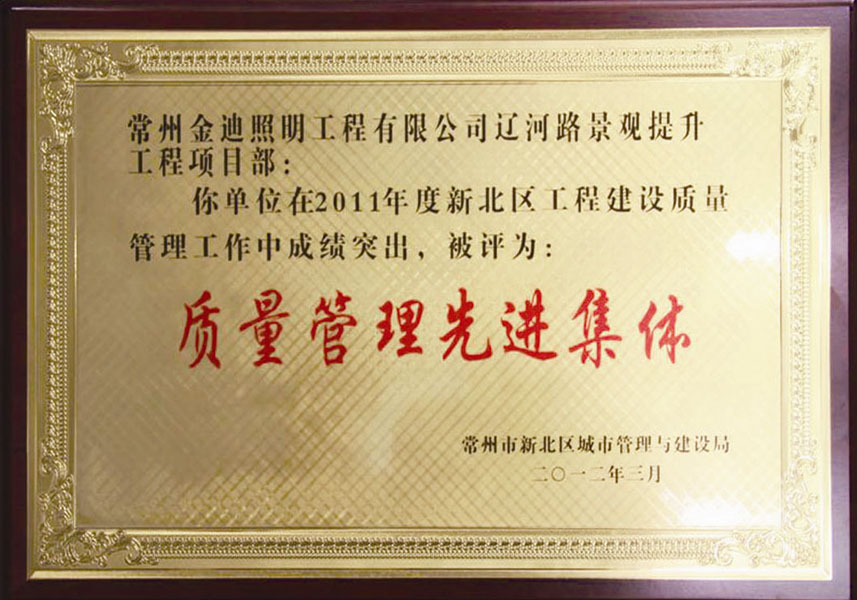 常州金迪照明工程有限公司辽河路景观提升
工程项目部：
你单位在2011年度新北区工程建设质量
管理工作中成绩突出，被评为：
质量管理先进集体
常州市新北区城市管理与建设局
二〇一二年三月